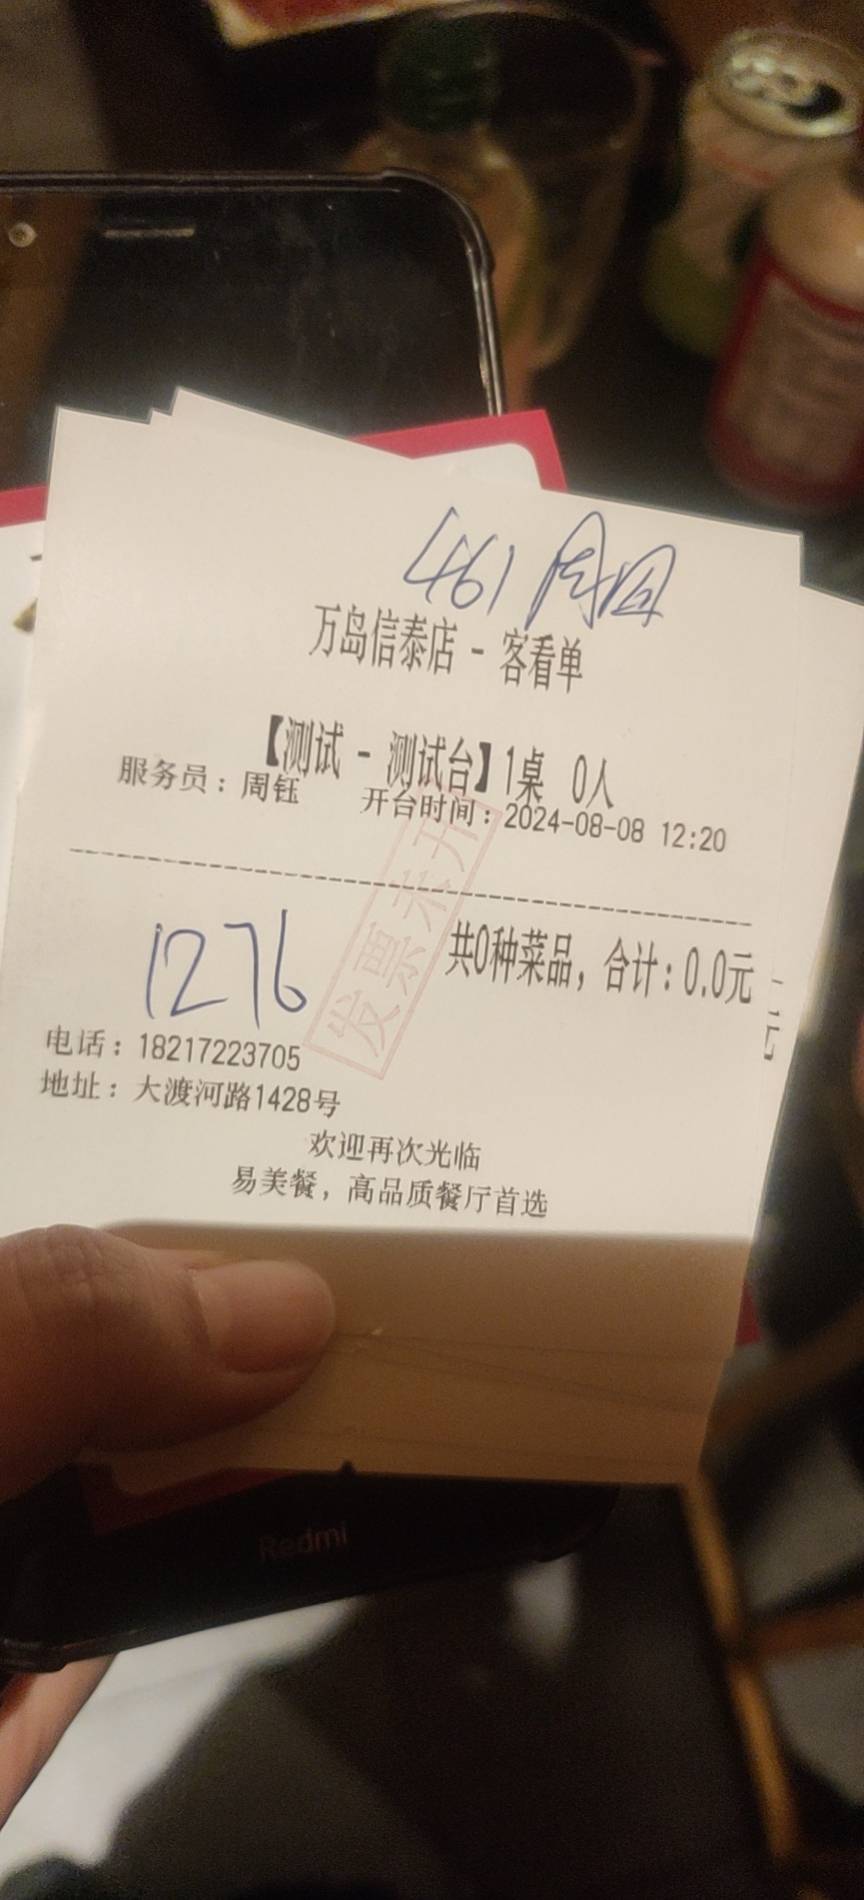 461
万岛信泰店 - 客看单
【测试 - 测试台】1桌 0人
服务员：周钰 开台时间：2024-08-08 12:20
发票未开
共0种菜品，合计：0.0元
1276
元
电话：18217223705
地址：大渡河路1428号
欢迎再次光临
易美餐，高品质餐厅首选
Redmi